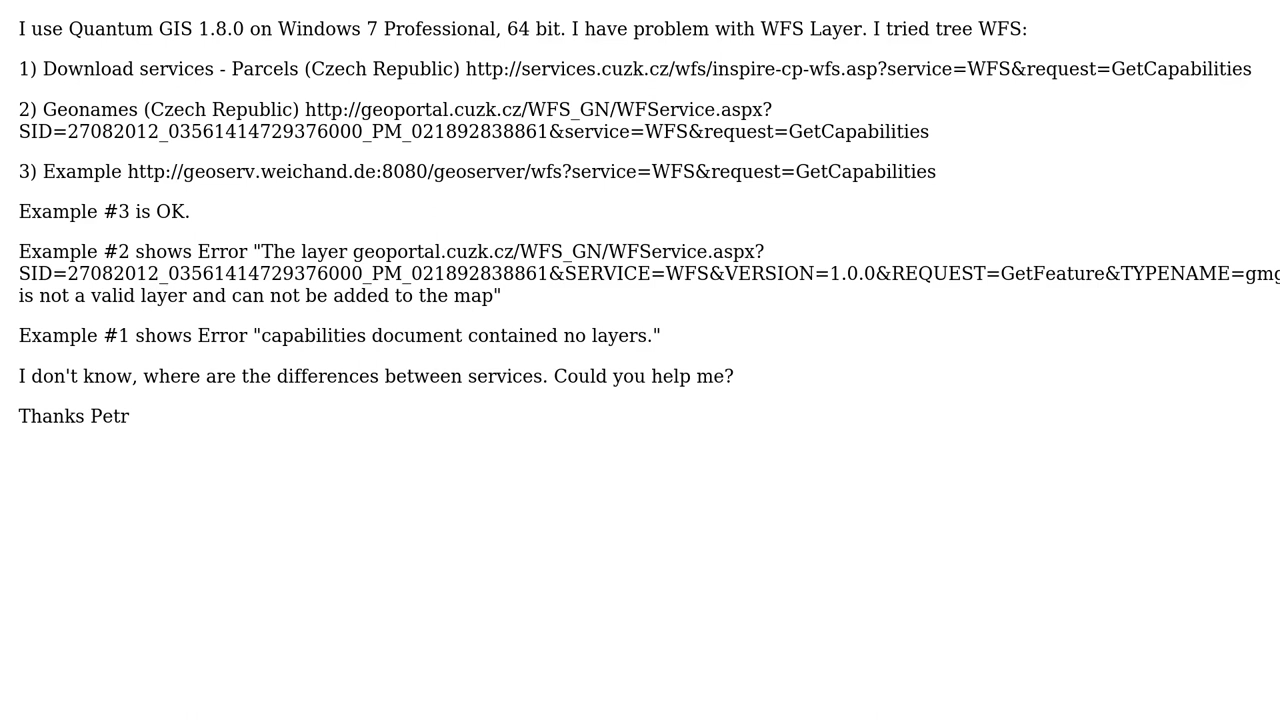 I use Quantum GIS 1.8.0 on Windows 7 Professional, 64 bit. I have problem with WFS Layer. I tried tree WFS:
1) Download services - Parcels (Czech Republic) http://services.cuzk.cz/wfs/inspire-cp-wfs.asp?service=WFS&request=GetCapabilities
2) Geonames (Czech Republic) http://geoportal.cuzk.cz/WFS_GN/WFService.aspx?
SID=27082012_03561414729376000_PM_021892838861&service=WFS&request=GetCapabilities
3) Example http://geoserv.weichand.de:8080/geoserver/wfs?service=WFS&request=GetCapabilities
Example #3 is OK.
Example #2 shows Error "The layer geoportal.cuzk.cz/WFS_GN/WFService.aspx?
SID=27082012_03561414729376000_PM_021892838861&SERVICE=WFS&VERSION=1.0.0&REQUEST=GetFeature&TYPENAME=gmg
is not a valid layer and can not be added to the map"
Example #1 shows Error "capabilities document contained no layers."
I don't know, where are the differences between services. Could you help me?
Thanks Petr